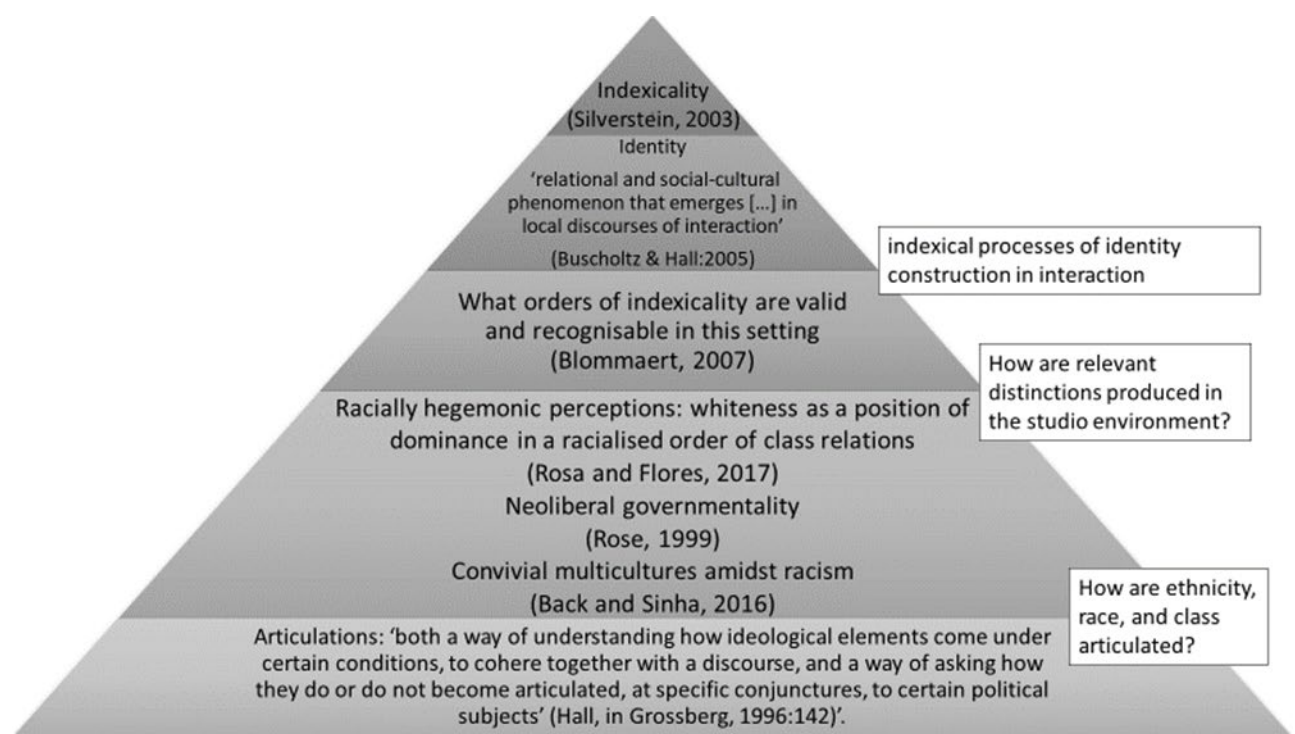 Indexicality
(Silverstein, 2003)
Identity
‘relational and social-cultural
phenomenon that emerges […] in
local discourses of interaction’
(Buscholtz & Hall:2005)
indexical processes of identity
construction in interaction
What orders of indexicality are valid
and recognisable in this setting
(Blommaert, 2007)
How are relevant
distinctions produced in
the studio environment?
Racially hegemonic perceptions: whiteness as a position of
dominance in a racialised order of class relations
(Rosa and Flores, 2017)
Neoliberal governmentality
(Rose, 1999)
Convivial multicultures amidst racism
(Back and Sinha, 2016)
How are ethnicity,
race, and class
articulated?
Articulations: ‘both a way of understanding how ideological elements come under
certain conditions, to cohere together with a discourse, and a way of asking how
they do or do not become articulated, at specific conjunctures, to certain political
subjects’ (Hall, in Grossberg, 1996:142)’.